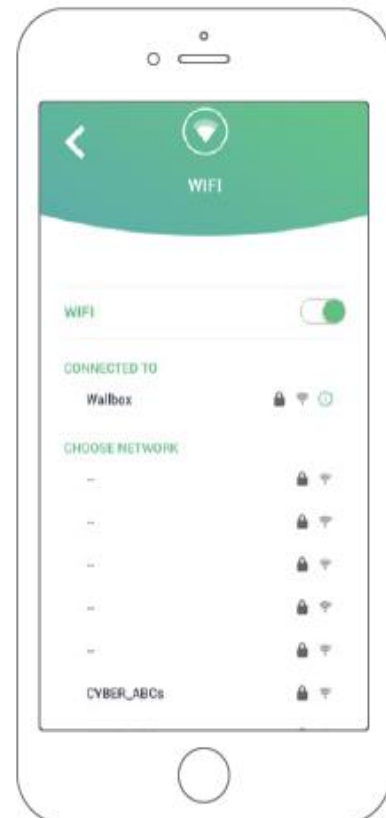 WIFI
WIFI
CONNECTED TO
Wallbox
CHOOSE NETWORK
--
--
--
--
--
CYBER_ABCs